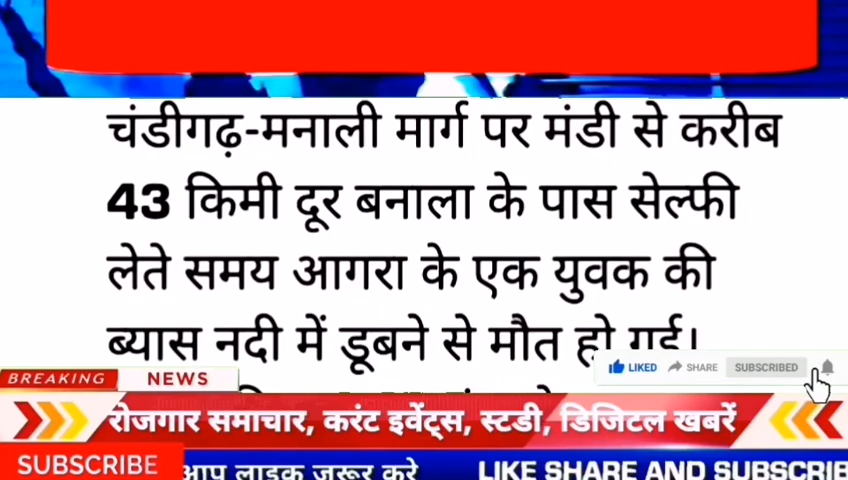 चंडीगढ़-मनाली मार्ग पर मंडी से करीब
43 किमी दूर बनाला के पास सेल्फी
लेते समय आगरा के एक युवक की
ब्यास नदी में डूबने से मौत हो गई।
LIKED SHARE SUBSCRIBED
BREAKING NEWS
रोजगार समाचार, करंट इवेंट्स, स्टडी, डिजिटल खबरें
SUBSCRIBE
आप लाइक जरूर करे LIKE SHARE AND SUBSCRIB